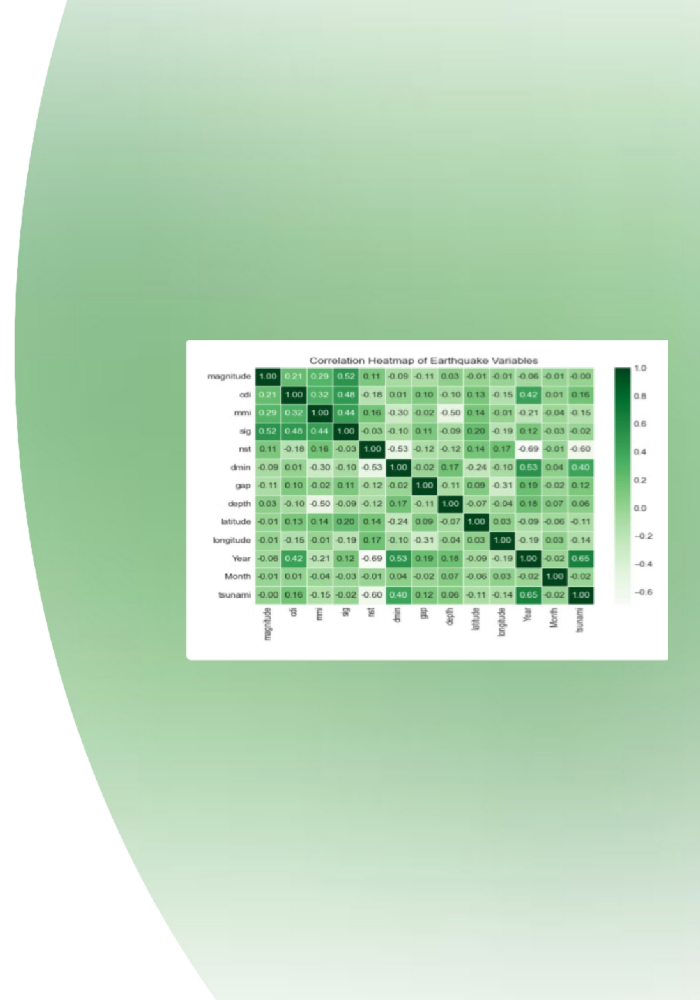 Correlation Heatmap of Earthquake Variables
magnitude 1.00 0.21 0.29 0.52 0.11 -0.09 -0.11 0.03 -0.01 -0.01 -0.06 -0.01 -0.00
cdi 0.21 1.00 0.32 0.48 -0.18 0.01 0.10 -0.10 0.13 -0.15 0.42 0.01 0.16
mmi 0.29 0.32 1.00 0.44 0.16 -0.30 -0.02 -0.50 0.14 -0.01 -0.21 -0.04 -0.15
sig 0.52 0.48 0.44 1.00 -0.03 -0.10 0.11 -0.09 0.20 -0.19 0.12 -0.03 -0.02
nst 0.11 -0.18 0.16 -0.03 1.00 -0.53 -0.12 -0.12 0.14 0.17 -0.69 -0.01 -0.60
dmin -0.09 0.01 -0.30 -0.10 -0.53 1.00 -0.02 0.17 -0.24 -0.10 0.53 0.04 0.40
gap -0.11 0.10 -0.02 0.11 -0.12 -0.02 1.00 -0.11 0.09 -0.31 0.19 -0.02 0.12
depth 0.03 -0.10 -0.50 -0.09 -0.12 0.17 -0.11 1.00 -0.07 -0.04 0.18 0.07 0.06
latitude -0.01 0.13 0.14 0.20 0.14 -0.24 0.09 -0.07 1.00 0.03 -0.09 -0.06 -0.11
longitude -0.01 -0.15 -0.01 -0.19 0.17 -0.10 -0.31 -0.04 0.03 1.00 -0.19 0.03 -0.14
Year -0.06 0.42 -0.21 0.12 -0.69 0.53 0.19 0.18 -0.09 -0.19 1.00 -0.02 0.65
Month -0.01 0.01 -0.04 -0.03 -0.01 0.04 -0.02 0.07 -0.06 0.03 -0.02 1.00 -0.02
tsunami -0.00 0.16 -0.15 -0.02 -0.60 0.40 0.12 0.06 -0.11 -0.14 0.65 -0.02 1.00
magnitude cdi mmi sig nst dmin gap depth latitude longitude Year Month tsunami
1.0
0.8
0.6
0.4
0.2
0.0
−0.2
−0.4
−0.6